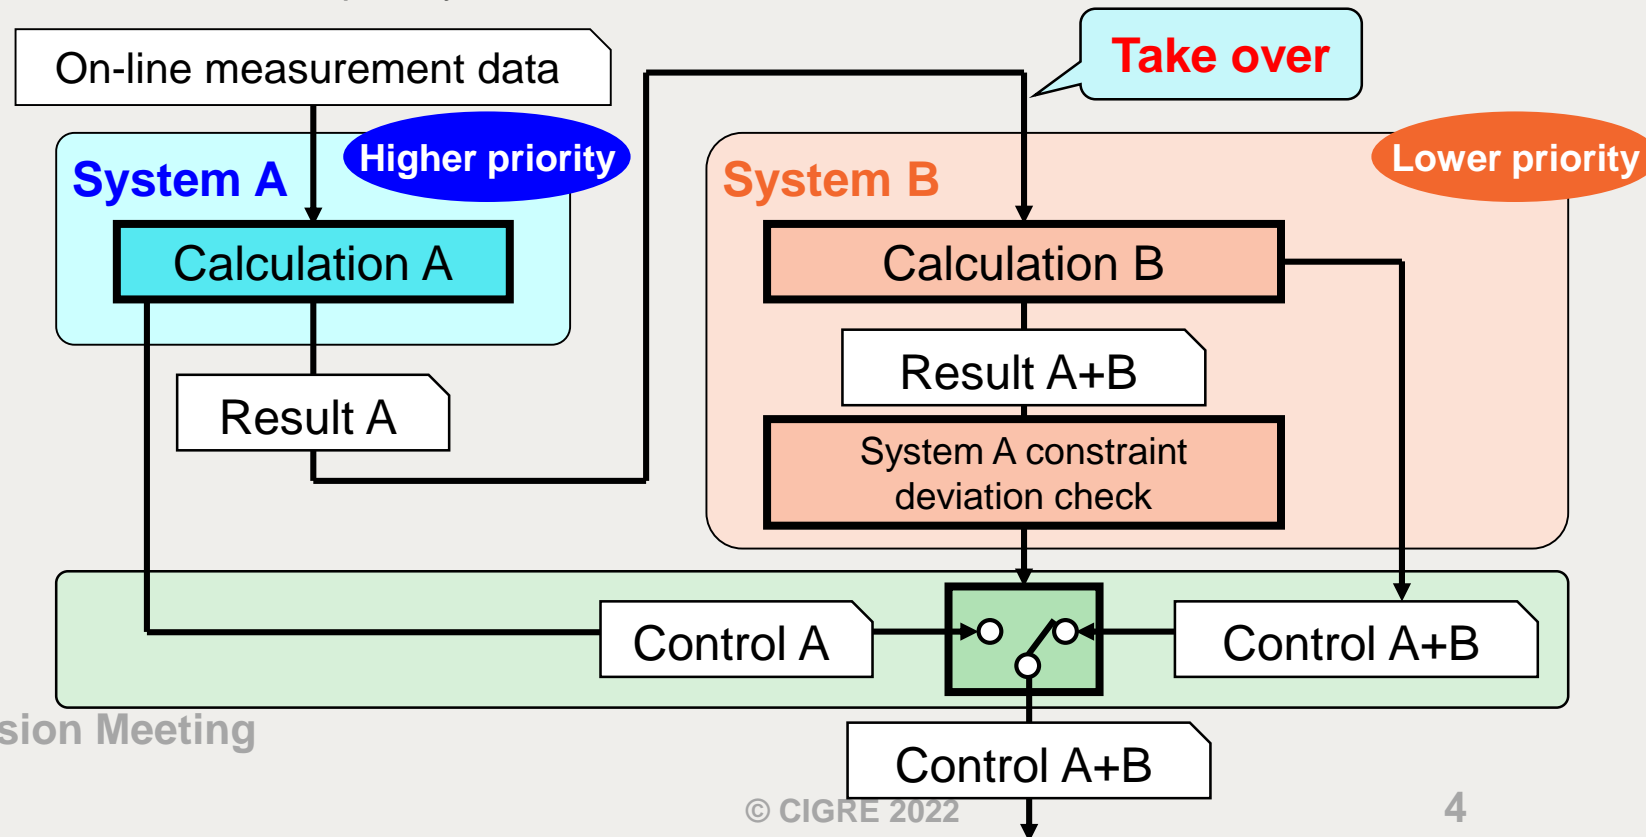 On-line measurement data
Take over
Higher priority
Lower priority
System A
System B
Calculation A
Calculation B
Result A+B
Result A
System A constraint
deviation check
Control A
Control A+B
sion Meeting
Control A+B
© CIGRE 2022
4